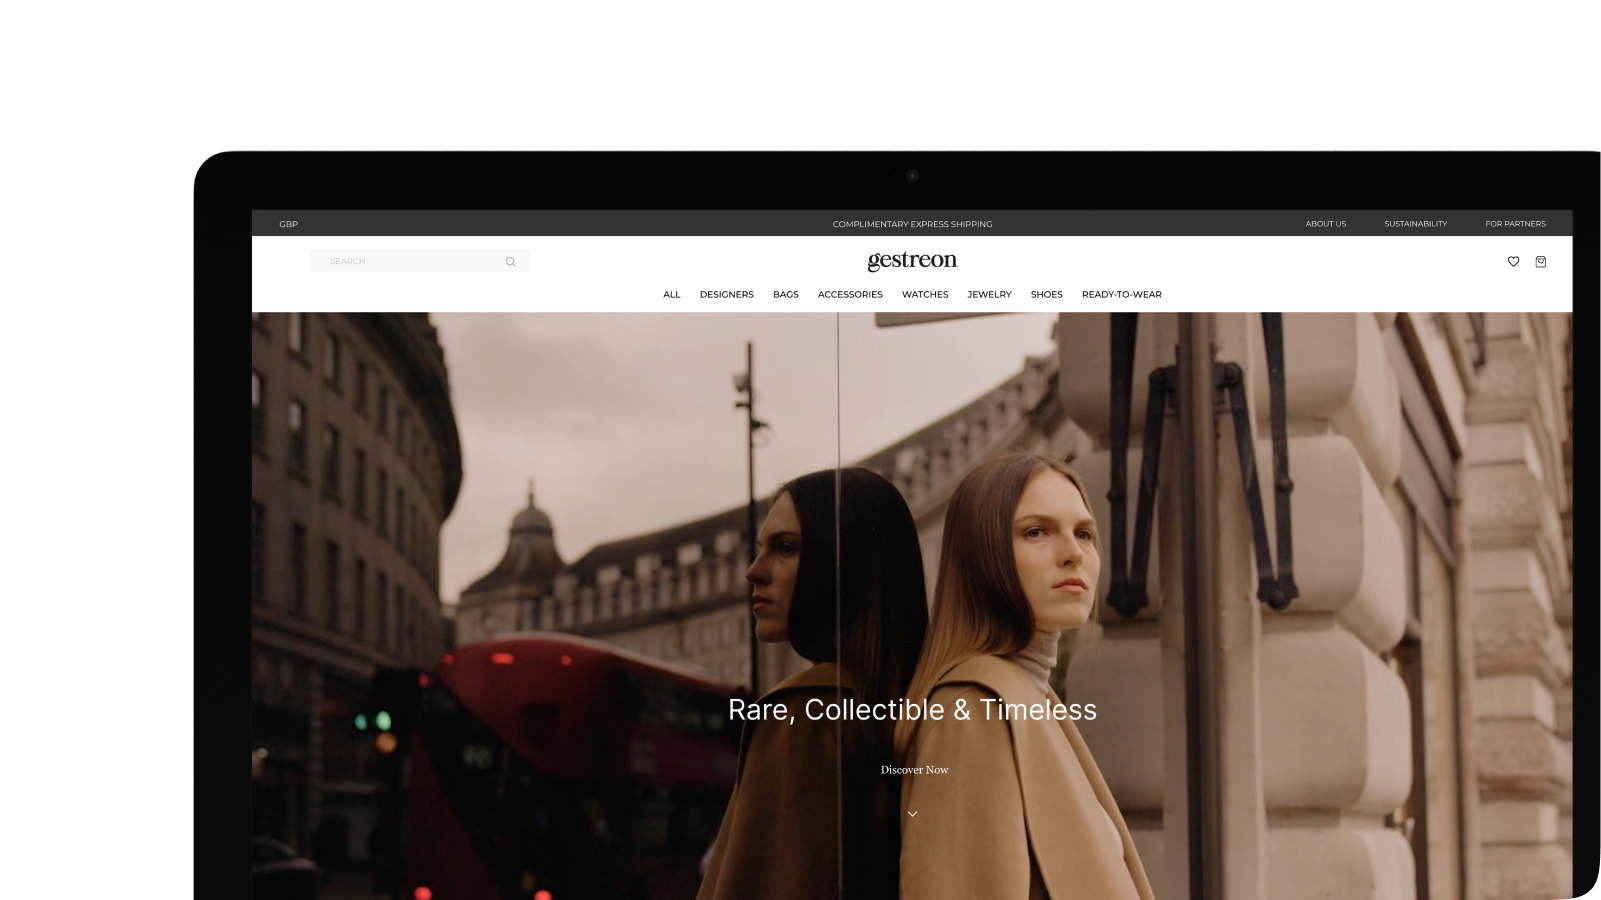 GBP
COMPLIMENTARY EXPRESS SHIPPING
ABOUT US
SUSTAINABILITY
FOR PARTNERS
SEARCH
gestreon
ALL
DESIGNERS
BAGS
ACCESSORIES
WATCHES
JEWELRY
SHOES
READY-TO-WEAR
Rare, Collectible & Timeless
Discover Now